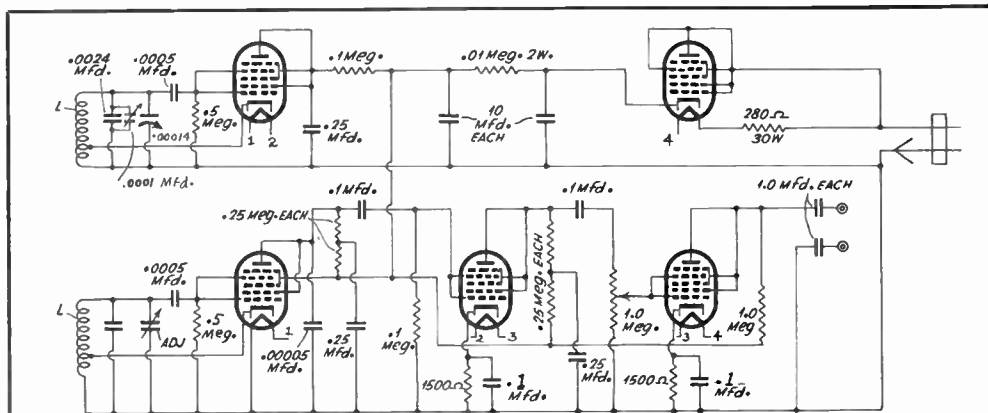 .0024
Mfd.
.0005
Mfd.
L
.00014
.0001 Mfd.
.5
Meg.
1 2
.25
Mfd.
.1 Meg.
.01 Meg. 2W.
10
Mfd.
EACH
4
280Ω
30W
.1 Mfd.
.25 Meg. EACH
.0005
Mfd.
L
ADJ
.5
Meg.
1
.00005
Mfd.
.25
Mfd.
.1
Meg.
2 3
1500Ω
.1
Mfd.
.1 Mfd.
.25 Meg. EACH
.25
Mfd.
1.0
Meg.
3 4
1500Ω
.1
Mfd.
1.0
Meg
1.0 Mfd. EACH